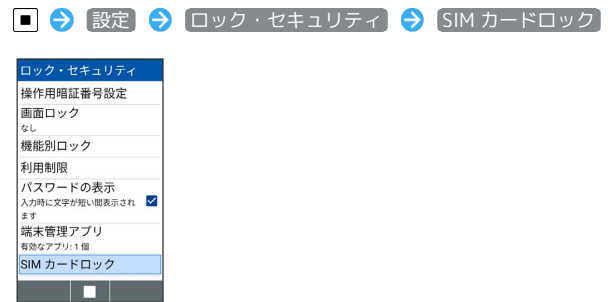 設定 ロック・セキュリティ SIM カードロック
ロック・セキュリティ
操作用暗証番号設定
画面ロック
なし
機能別ロック
利用制限
パスワードの表示
入力時に文字が短い間表示され
ます
端末管理アプリ
有効なアプリ: 1 個
SIM カードロック